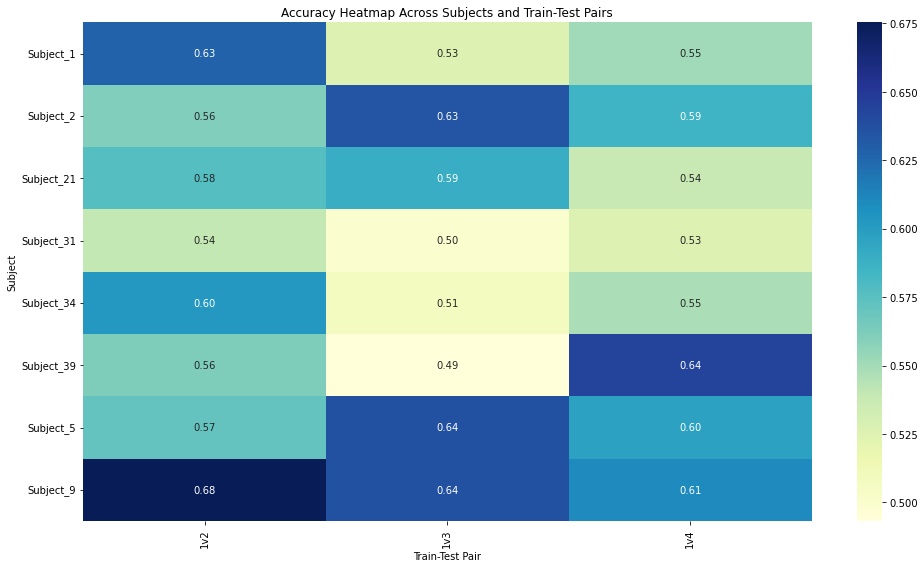 Accuracy Heatmap Across Subjects and Train-Test Pairs
Subject
Subject_1 0.63 0.53 0.55
Subject_2 0.56 0.63 0.59
Subject_21 0.58 0.59 0.54
Subject_31 0.54 0.50 0.53
Subject_34 0.60 0.51 0.55
Subject_39 0.56 0.49 0.64
Subject_5 0.57 0.64 0.60
Subject_9 0.68 0.64 0.61
1v2 1v3 1v4
Train-Test Pair
0.675
0.650
0.625
0.600
0.575
0.550
0.525
0.500